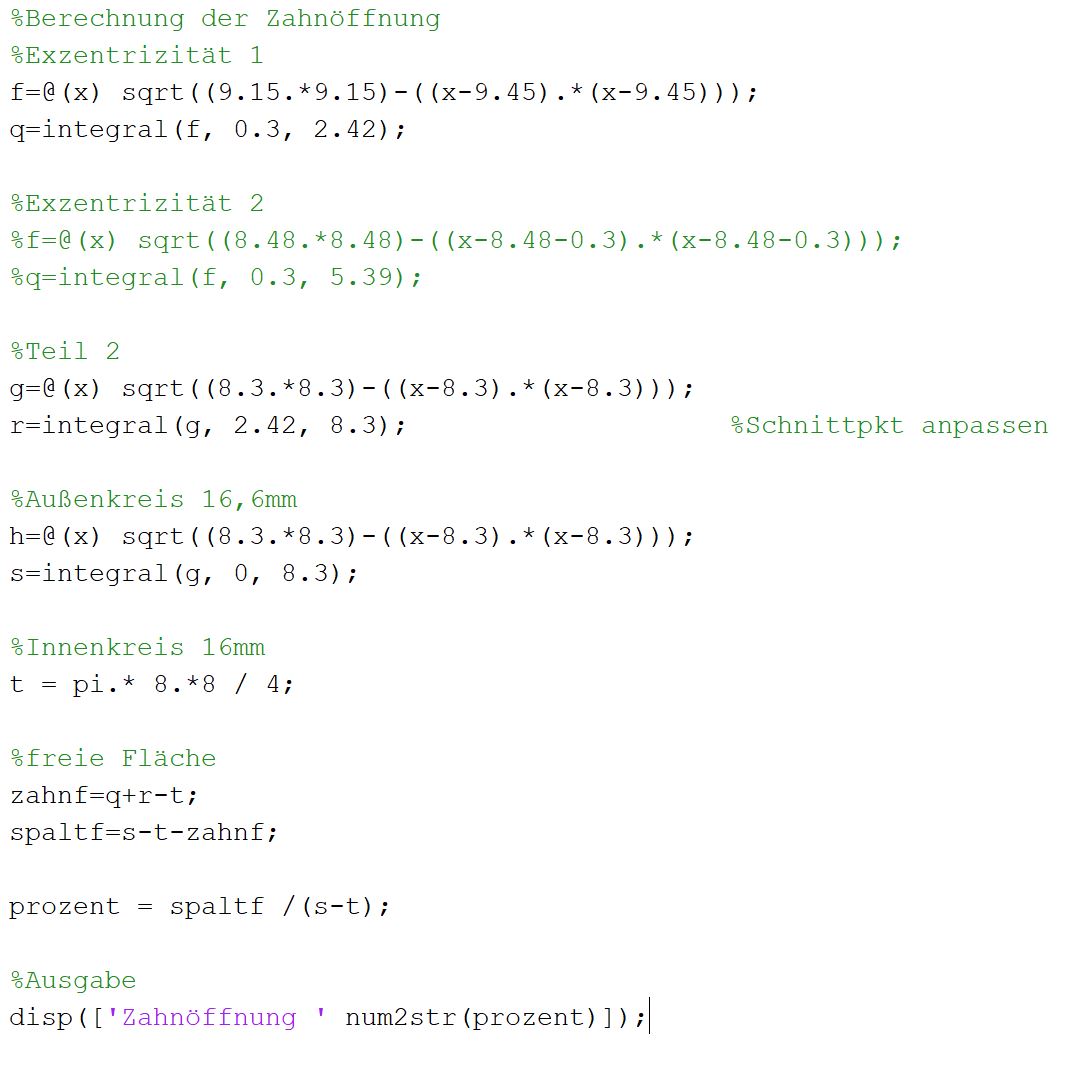 %Berechnung der Zahnöffnung
%Exzentrizität 1
f=@(x) sqrt((9.15.*9.15)-((x-9.45).*(x-9.45)));
q=integral(f, 0.3, 2.42);
%Exzentrizität 2
%f=@(x) sqrt((8.48.*8.48)-((x-8.48-0.3).*(x-8.48-0.3)));
%q=integral(f, 0.3, 5.39);
%Teil 2
g=@(x) sqrt((8.3.*8.3)-((x-8.3).*(x-8.3)));
r=integral(g, 2.42, 8.3); %Schnittpkt anpassen
%Außenkreis 16,6mm
h=@(x) sqrt((8.3.*8.3)-((x-8.3).*(x-8.3)));
s=integral(g, 0, 8.3);
%Innenkreis 16mm
t = pi.* 8.*8 / 4;
%freie Fläche
zahnf=q+r-t;
spaltf=s-t-zahnf;
prozent = spaltf /(s-t);
%Ausgabe
disp(['Zahnöffnung ' num2str(prozent)]);